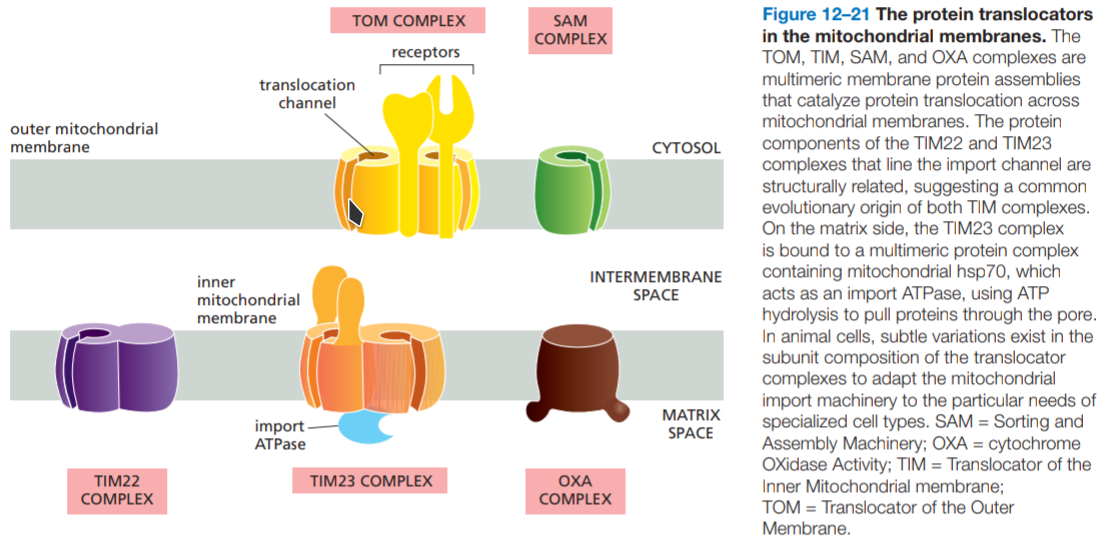 TOM COMPLEX
SAM
COMPLEX
receptors
translocation
channel
outer mitochondrial
membrane
CYTOSOL
inner
mitochondrial
membrane
INTERMEMBRANE
SPACE
import
ATPase
MATRIX
SPACE
TIM22
COMPLEX
TIM23 COMPLEX
OXA
COMPLEX
Figure 12–21 The protein translocators
in the mitochondrial membranes. The
TOM, TIM, SAM, and OXA complexes are
multimeric membrane protein assemblies
that catalyze protein translocation across
mitochondrial membranes. The protein
components of the TIM22 and TIM23
complexes that line the import channel are
structurally related, suggesting a common
evolutionary origin of both TIM complexes.
On the matrix side, the TIM23 complex
is bound to a multimeric protein complex
containing mitochondrial hsp70, which
acts as an import ATPase, using ATP
hydrolysis to pull proteins through the pore.
In animal cells, subtle variations exist in the
subunit composition of the translocator
complexes to adapt the mitochondrial
import machinery to the particular needs of
specialized cell types. SAM = Sorting and
Assembly Machinery; OXA = cytochrome
OXidase Activity; TIM = Translocator of the
Inner Mitochondrial membrane;
TOM = Translocator of the Outer
Membrane.